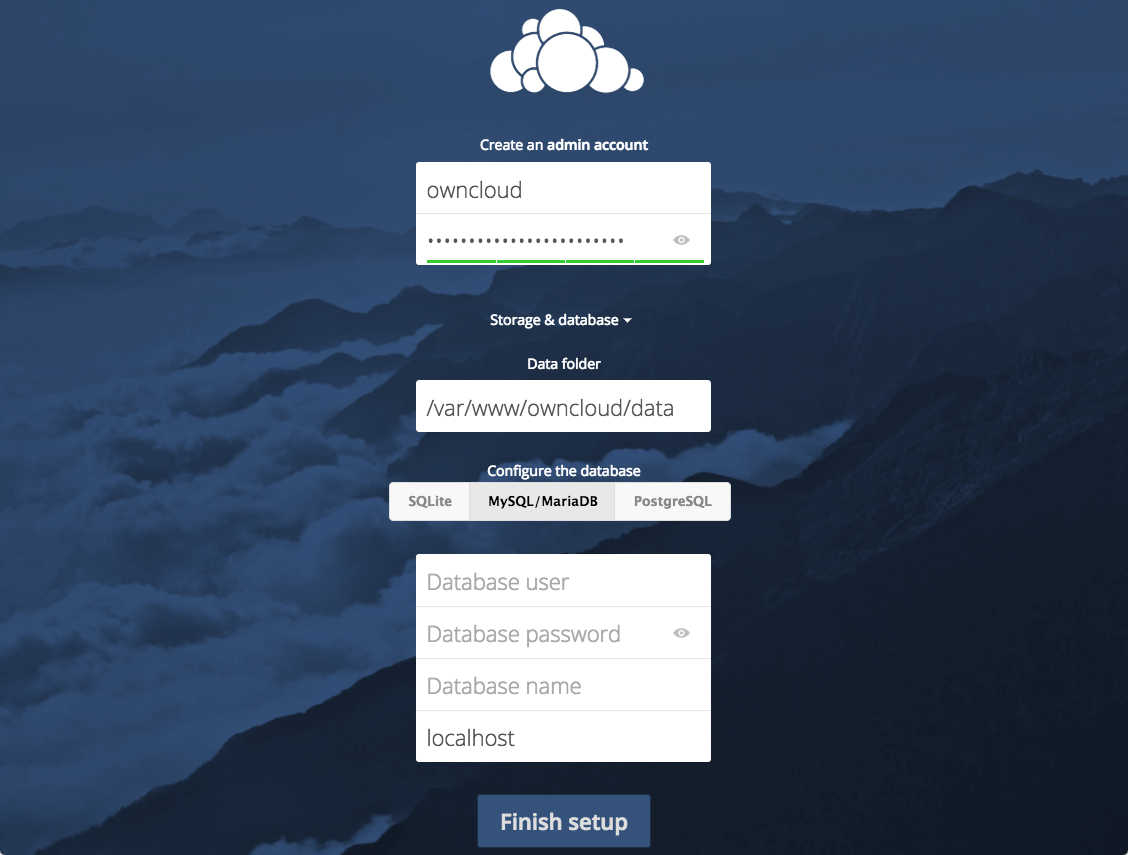 Create an admin account
owncloud
••••••••••••••••••••••••
Storage & database
Data folder
/var/www/owncloud/data
Configure the database
SQLite MySQL/MariaDB PostgreSQL
Database user
Database password
Database name
localhost
Finish setup